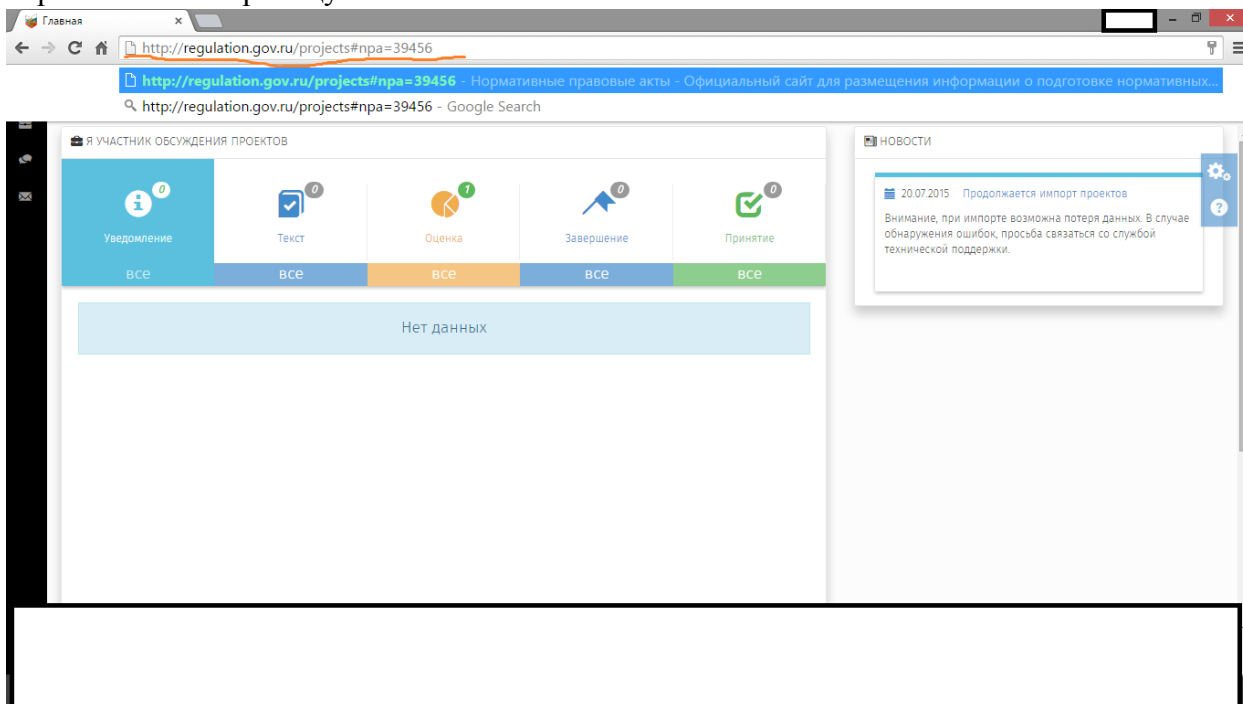 Главная
http://regulation.gov.ru/projects#npa=39456
http://regulation.gov.ru/projects#npa=39456 - Нормативные правовые акты - Официальный сайт для размещения информации о подготовке нормативных...
http://regulation.gov.ru/projects#npa=39456 - Google Search
Я УЧАСТНИК ОБСУЖДЕНИЯ ПРОЕКТОВ
0 0 1 0 0
Уведомление Текст Оценка Завершение Принятие
все все все все все
Нет данных
НОВОСТИ
20.07.2015 Продолжается импорт проектов
Внимание, при импорте возможна потеря данных. В случае
обнаружения ошибок, просьба связаться со службой
технической поддержки.